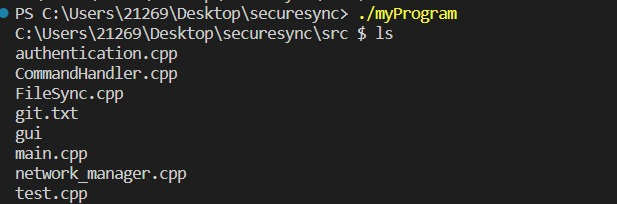 PS C:\Users\21269\Desktop\securesync> ./myProgram
C:\Users\21269\Desktop\securesync\src $ ls
authentication.cpp
CommandHandler.cpp
FileSync.cpp
git.txt
gui
main.cpp
network_manager.cpp
test.cpp